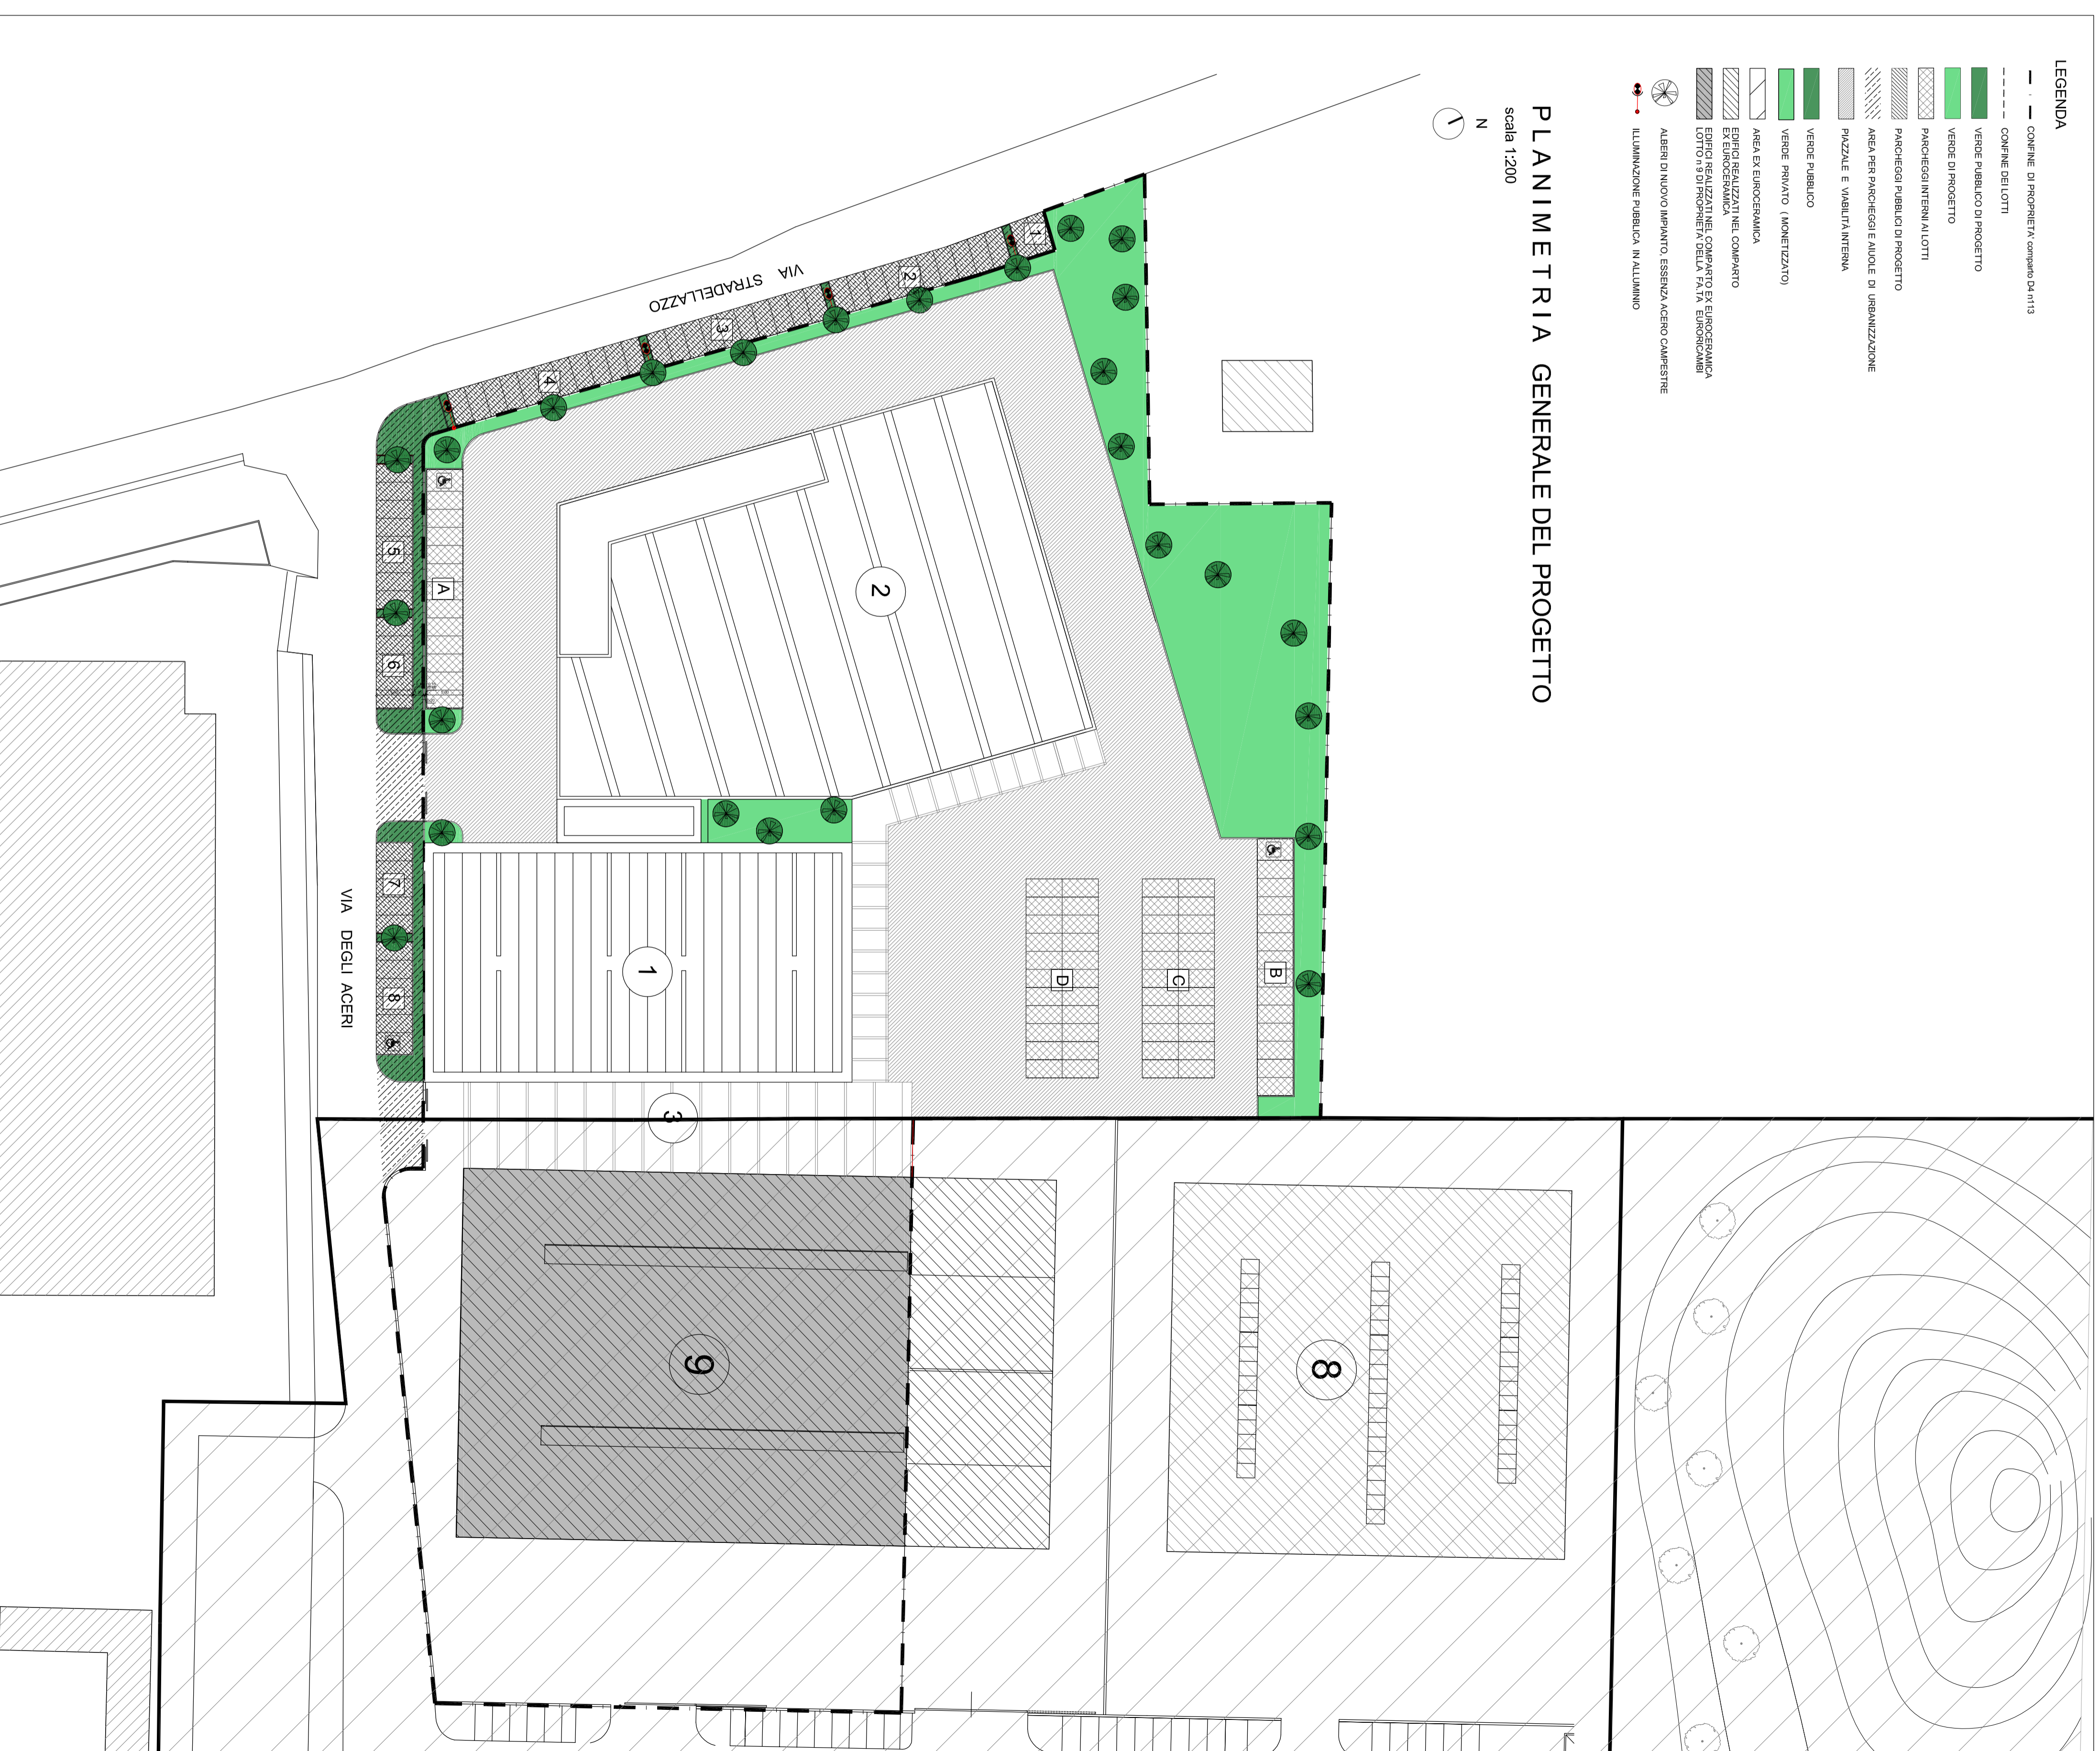 LEGENDA
CONFINE DI PROPRIETA' comparto D4 n113
CONFINE DEI LOTTI
VERDE PUBBLICO DI PROGETTO
VERDE DI PROGETTO
PARCHEGGI INTERNI AI LOTTI
PARCHEGGI PUBBLICI DI PROGETTO
AREA PER PARCHEGGI E AIUOLE DI URBANIZZAZIONE
PIAZZALE E VIABILITÀ INTERNA
VERDE PUBBLICO
VERDE PRIVATO ( MONETIZZATO)
AREA EX EUROCERAMICA
EDIFICI REALIZZATI NEL COMPARTO
EX EUROCERAMICA
EDIFICI REALIZZATI NEL COMPARTO EX EUROCERAMICA
LOTTO n°9 DI PROPRIETA' DELLA FA.TA EURORICAMBI
ALBERI DI NUOVO IMPIANTO, ESSENZA ACERO CAMPESTRE
ILLUMINAZIONE PUBBLICA IN ALLUMINIO
PLANIMETRIA GENERALE DEL PROGETTO
scala 1:200
N
VIA STRADELLAZZO
1
2
3
4
5
6
7
8
A
B
C
D
2
1
3
9
8
VIA DEGLI ACERI